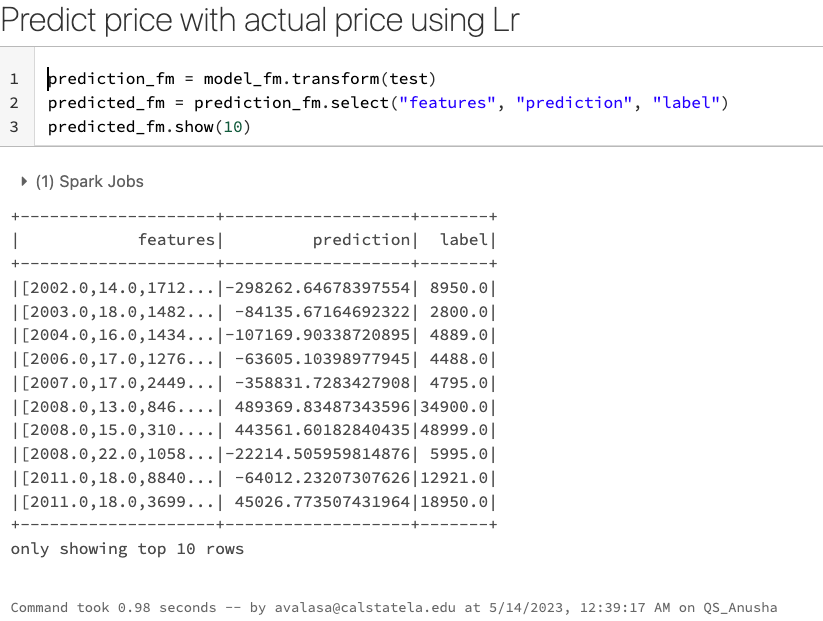 Predict price with actual price using Lr
1 prediction_fm = model_fm.transform(test)
2 predicted_fm = prediction_fm.select("features", "prediction", "label")
3 predicted_fm.show(10)
(1) Spark Jobs
+--------------------+-------------------+-------+
|            features|         prediction|  label|
+--------------------+-------------------+-------+
|[2002.0,14.0,1712...|-298262.64678397554| 8950.0|
|[2003.0,18.0,1482...| -84135.67164692322| 2800.0|
|[2004.0,16.0,1434...|-107169.90338720895| 4889.0|
|[2006.0,17.0,1276...| -63605.10398977945| 4488.0|
|[2007.0,17.0,2449...| -358831.7283427908| 4795.0|
|[2008.0,13.0,846....| 489369.83487343596|34900.0|
|[2008.0,15.0,310....| 443561.60182840435|48999.0|
|[2008.0,22.0,1058...|-22214.505959814876| 5995.0|
|[2011.0,18.0,8840...| -64012.23207307626|12921.0|
|[2011.0,18.0,3699...| 45026.773507431964|18950.0|
+--------------------+-------------------+-------+
only showing top 10 rows
Command took 0.98 seconds -- by avalasa@calstatela.edu at 5/14/2023, 12:39:17 AM on QS_Anusha